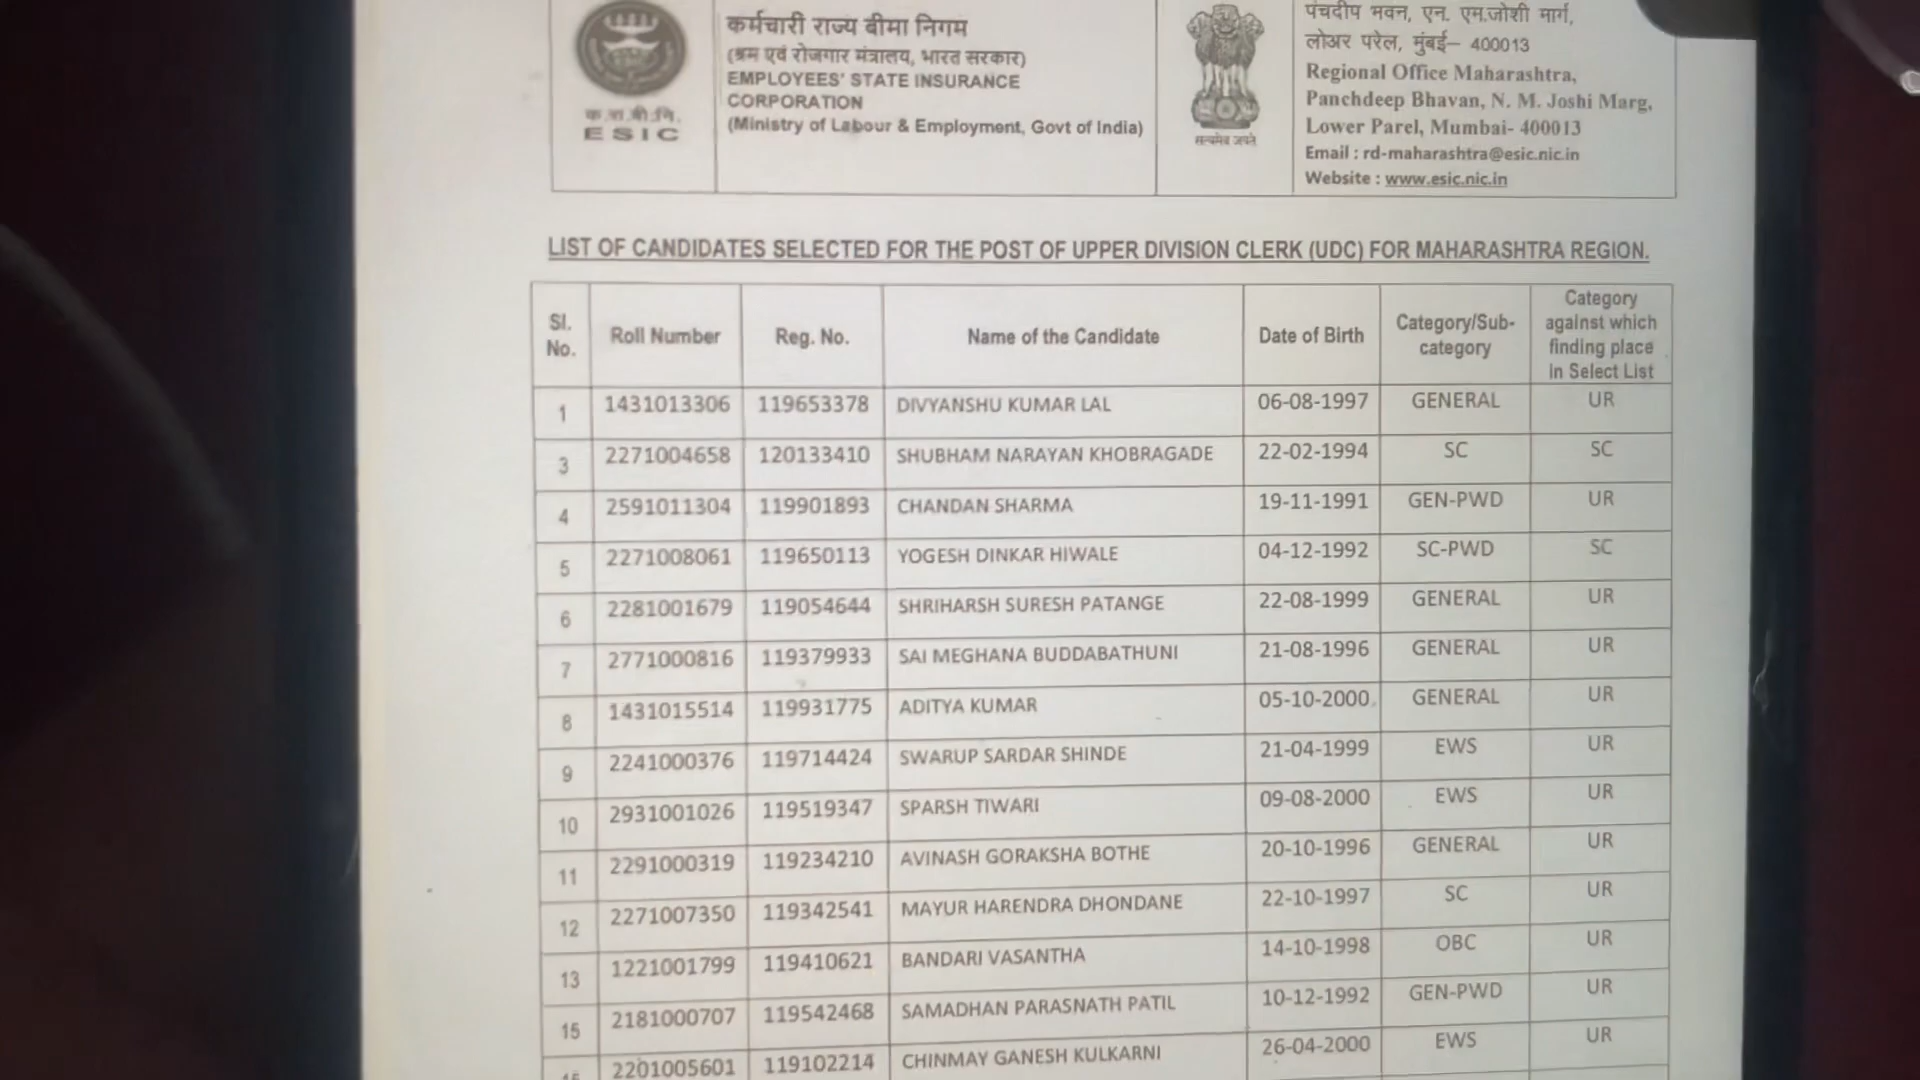 कर्मचारी राज्य बीमा निगम
(श्रम एवं रोजगार मंत्रालय, भारत सरकार)
EMPLOYEES' STATE INSURANCE
CORPORATION
(Ministry of Labour & Employment, Govt of India)
क.रा.बी.नि.
ESIC
सत्यमेव जयते
पंचदीप भवन, एन. एम.जोशी मार्ग,
लोअर परेल, मुंबई– 400013
Regional Office Maharashtra,
Panchdeep Bhavan, N. M. Joshi Marg,
Lower Parel, Mumbai- 400013
Email : rd-maharashtra@esic.nic.in
Website : www.esic.nic.in
LIST OF CANDIDATES SELECTED FOR THE POST OF UPPER DIVISION CLERK (UDC) FOR MAHARASHTRA REGION.
Sl. No. Roll Number Reg. No. Name of the Candidate Date of Birth Category/Sub-category Category against which finding place in Select List
1 1431013306 119653378 DIVYANSHU KUMAR LAL 06-08-1997 GENERAL UR
3 2271004658 120133410 SHUBHAM NARAYAN KHOBRAGADE 22-02-1994 SC SC
4 2591011304 119901893 CHANDAN SHARMA 19-11-1991 GEN-PWD UR
5 2271008061 119650113 YOGESH DINKAR HIWALE 04-12-1992 SC-PWD SC
6 2281001679 119054644 SHRIHARSH SURESH PATANGE 22-08-1999 GENERAL UR
7 2771000816 119379933 SAI MEGHANA BUDDABATHUNI 21-08-1996 GENERAL UR
8 1431015514 119931775 ADITYA KUMAR 05-10-2000 GENERAL UR
9 2241000376 119714424 SWARUP SARDAR SHINDE 21-04-1999 EWS UR
10 2931001026 119519347 SPARSH TIWARI 09-08-2000 EWS UR
11 2291000319 119234210 AVINASH GORAKSHA BOTHE 20-10-1996 GENERAL UR
12 2271007350 119342541 MAYUR HARENDRA DHONDANE 22-10-1997 SC UR
13 1221001799 119410621 BANDARI VASANTHA 14-10-1998 OBC UR
15 2181000707 119542468 SAMADHAN PARASNATH PATIL 10-12-1992 GEN-PWD UR
2201005601 119102214 CHINMAY GANESH KULKARNI 26-04-2000 EWS UR